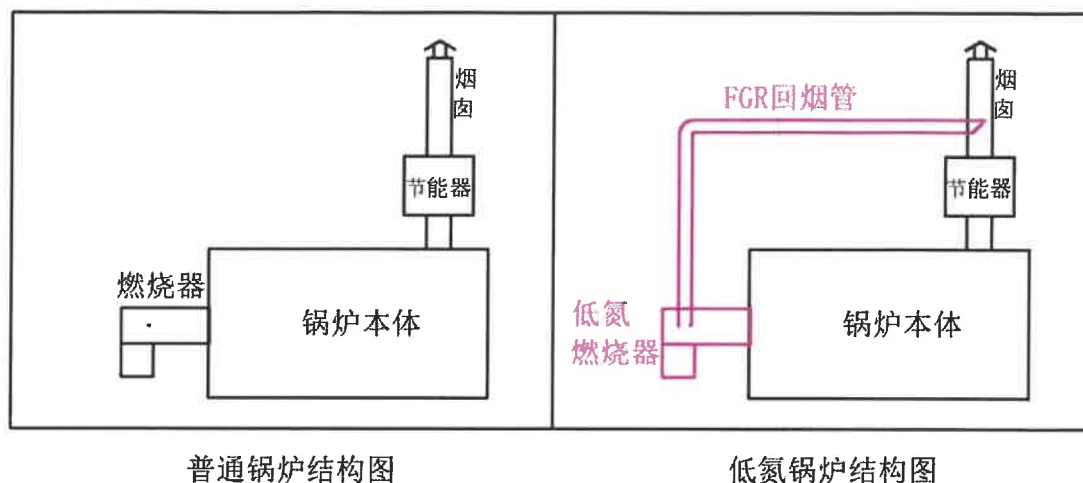 烟
囱
节能器
燃烧器
锅炉本体
普通锅炉结构图
FGR回烟管
烟
囱
节能器
低氮
燃烧器
锅炉本体
低氮锅炉结构图